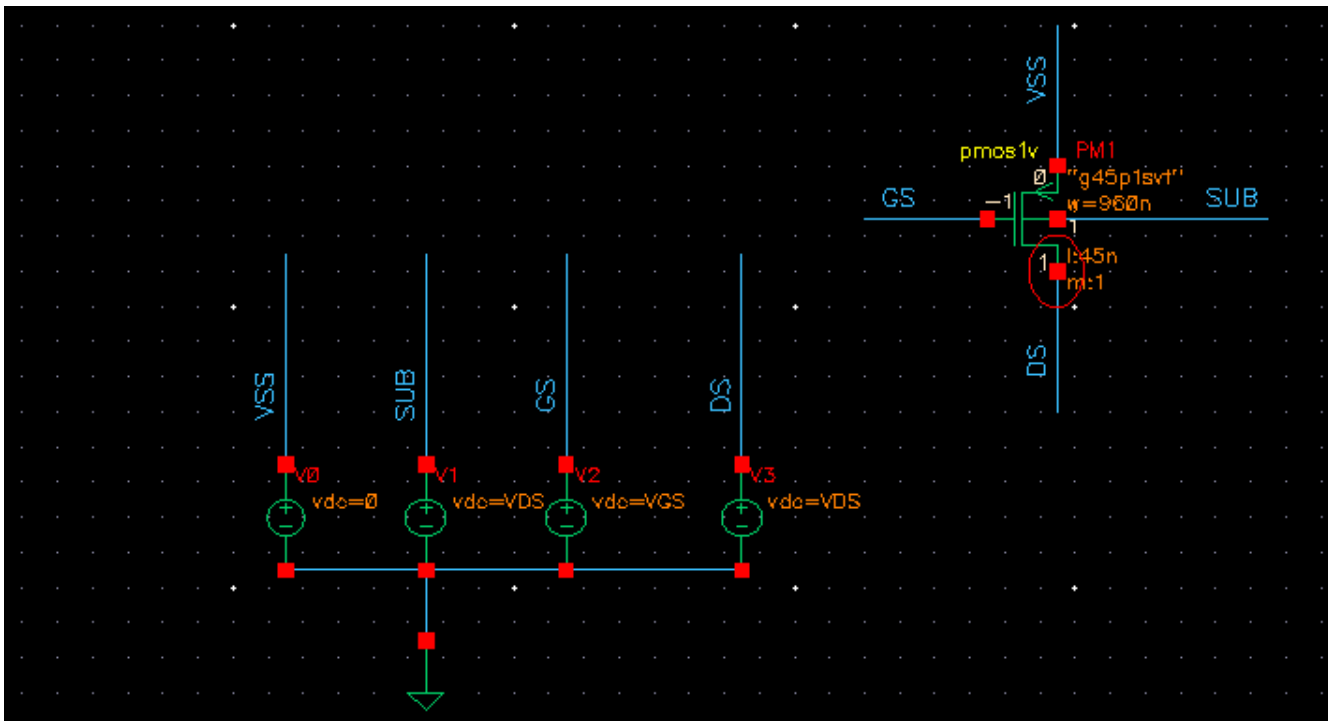 VSS
pmos1v PM1
0 "g45p1svt"
GS -1 w=960n SUB
1
1 l:45n
m:1
DS
VSS SUB GS DS
V0 V1 V2 V3
vdc=0 vdc=VDS vdc=VGS vdc=VDS